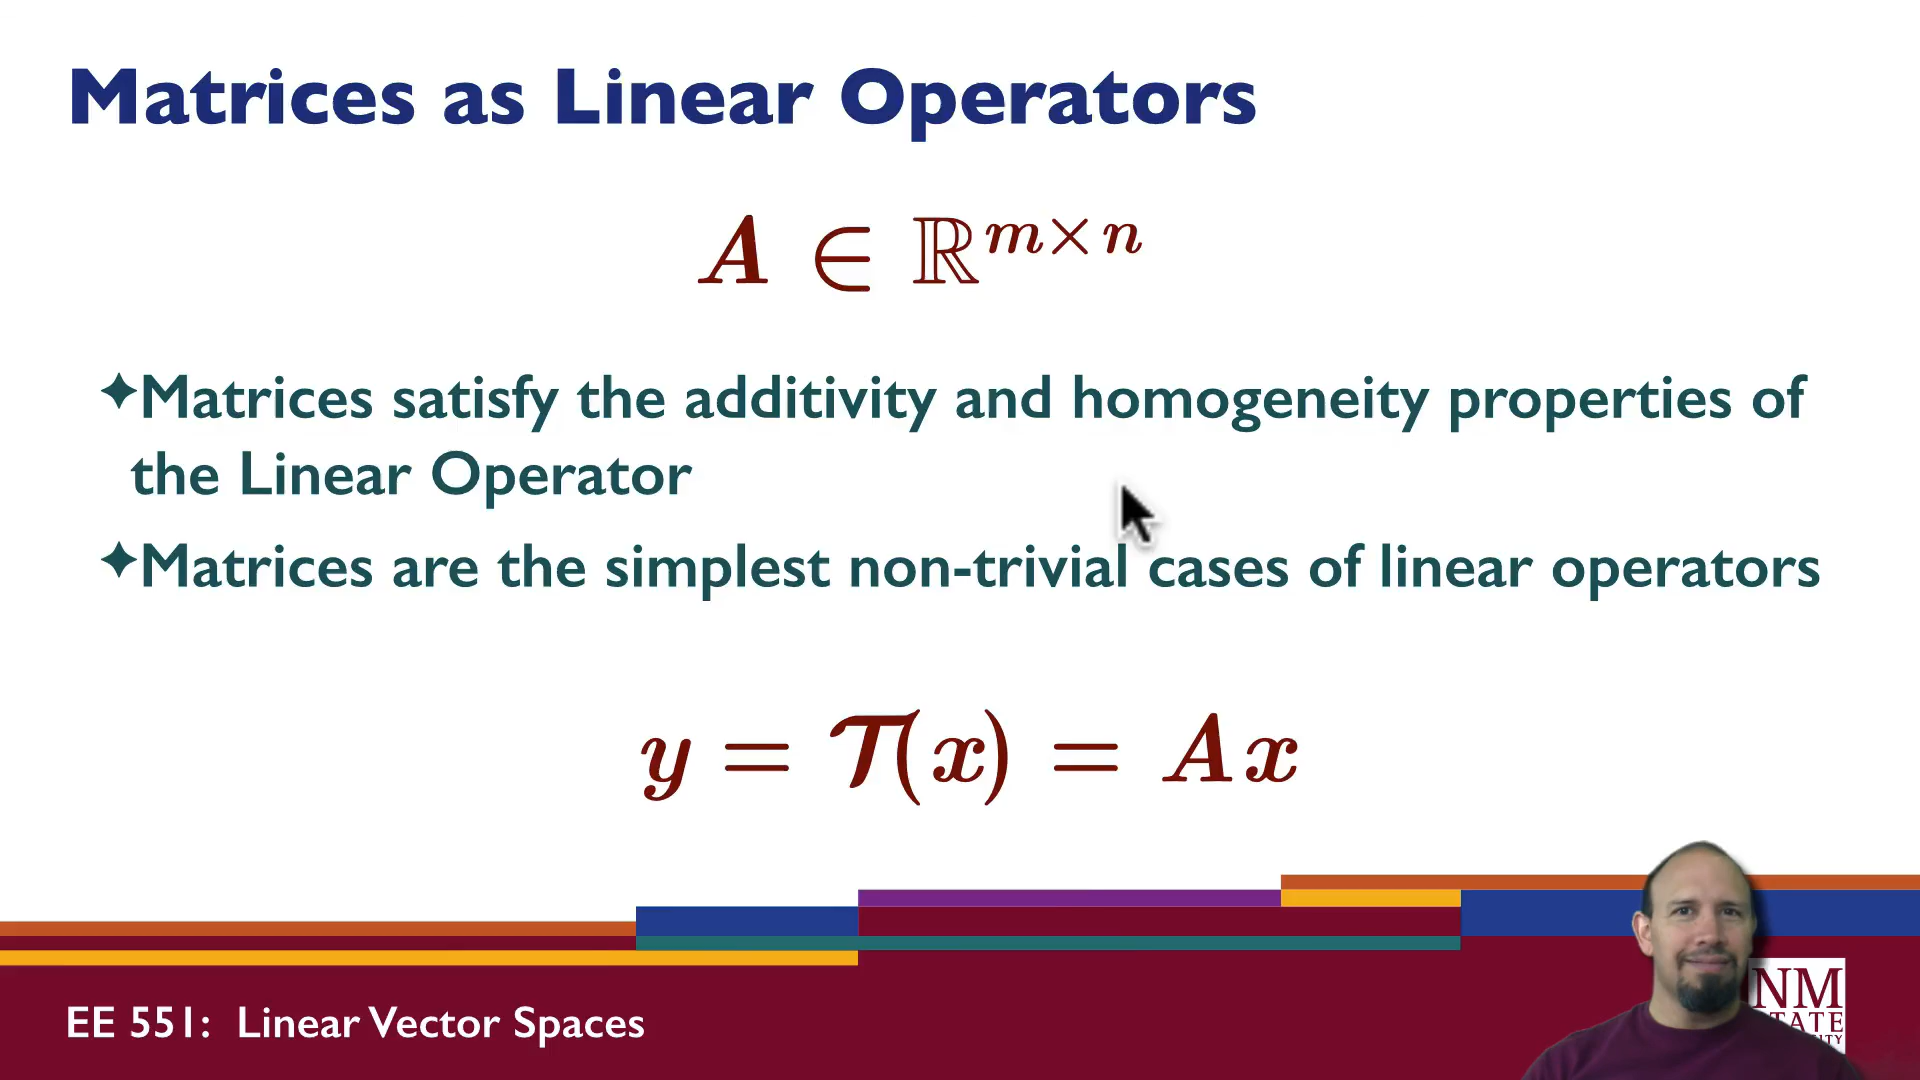 Matrices as Linear Operators
A ∈ ℝ^{m×n}
✦Matrices satisfy the additivity and homogeneity properties of
the Linear Operator
✦Matrices are the simplest non-trivial cases of linear operators
y = 𝒯(x) = Ax
EE 551: Linear Vector Spaces
NM